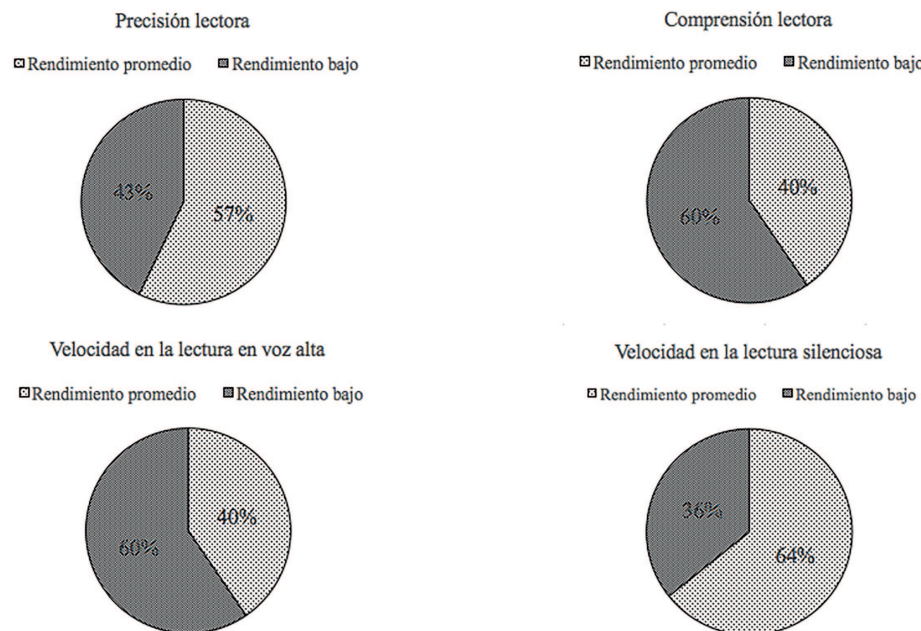 Precisión lectora
Rendimiento promedio Rendimiento bajo
43%
57%
Comprensión lectora
Rendimiento promedio Rendimiento bajo
40%
60%
Velocidad en la lectura en voz alta
Rendimiento promedio Rendimiento bajo
40%
60%
Velocidad en la lectura silenciosa
Rendimiento promedio Rendimiento bajo
36%
64%